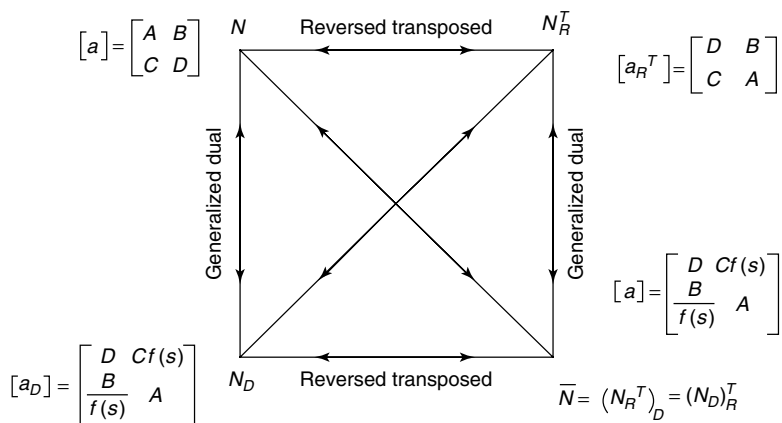 [a] = [A B
C D]
N
Reversed transposed
N_R^T
[a_R^T] = [D B
C A]
Generalized dual
Generalized dual
[a] = [D Cf(s)
B/f(s) A]
[a_D] = [D Cf(s)
B/f(s) A]
N_D
Reversed transposed
N̅ = (N_R^T)_D = (N_D)_R^T